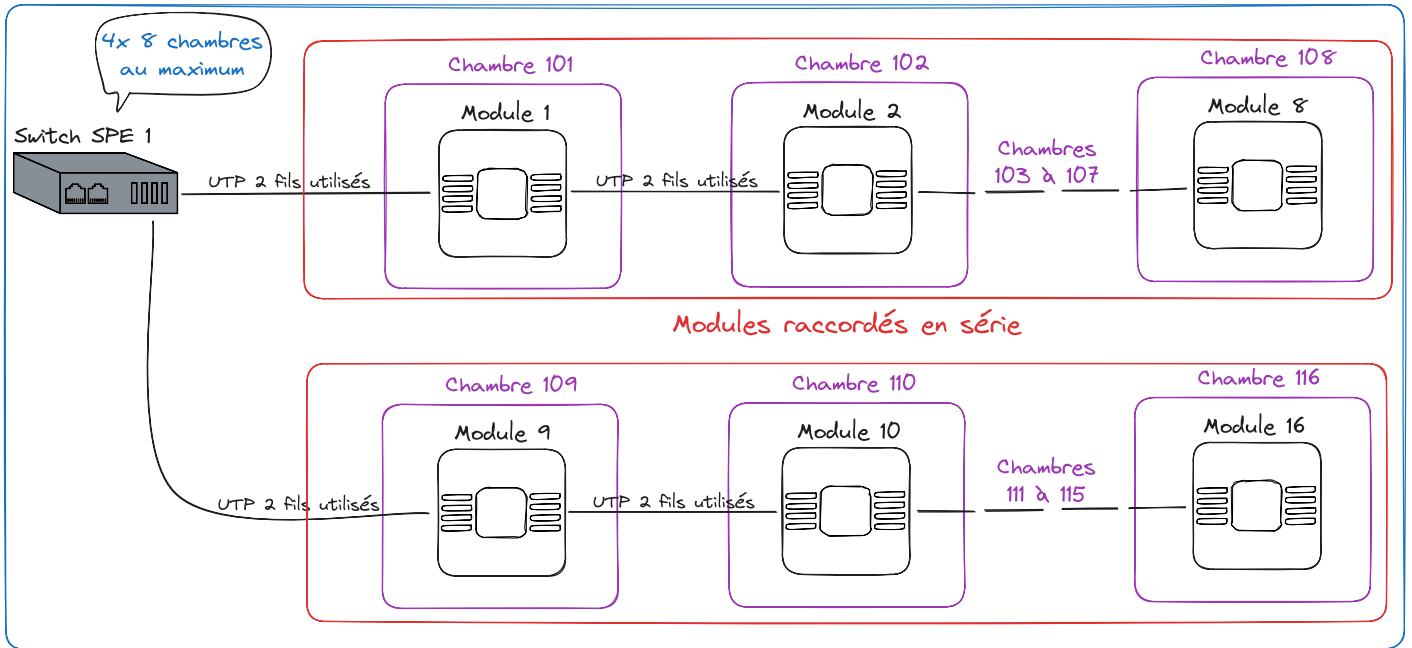 4x 8 chambres
au maximum
Switch SPE 1
Chambre 101
Module 1
Chambre 102
Module 2
Chambre 108
Module 8
UTP 2 fils utilisés
UTP 2 fils utilisés
Chambres
103 à 107
Modules raccordés en série
Chambre 109
Module 9
Chambre 110
Module 10
Chambre 116
Module 16
UTP 2 fils utilisés
UTP 2 fils utilisés
Chambres
111 à 115